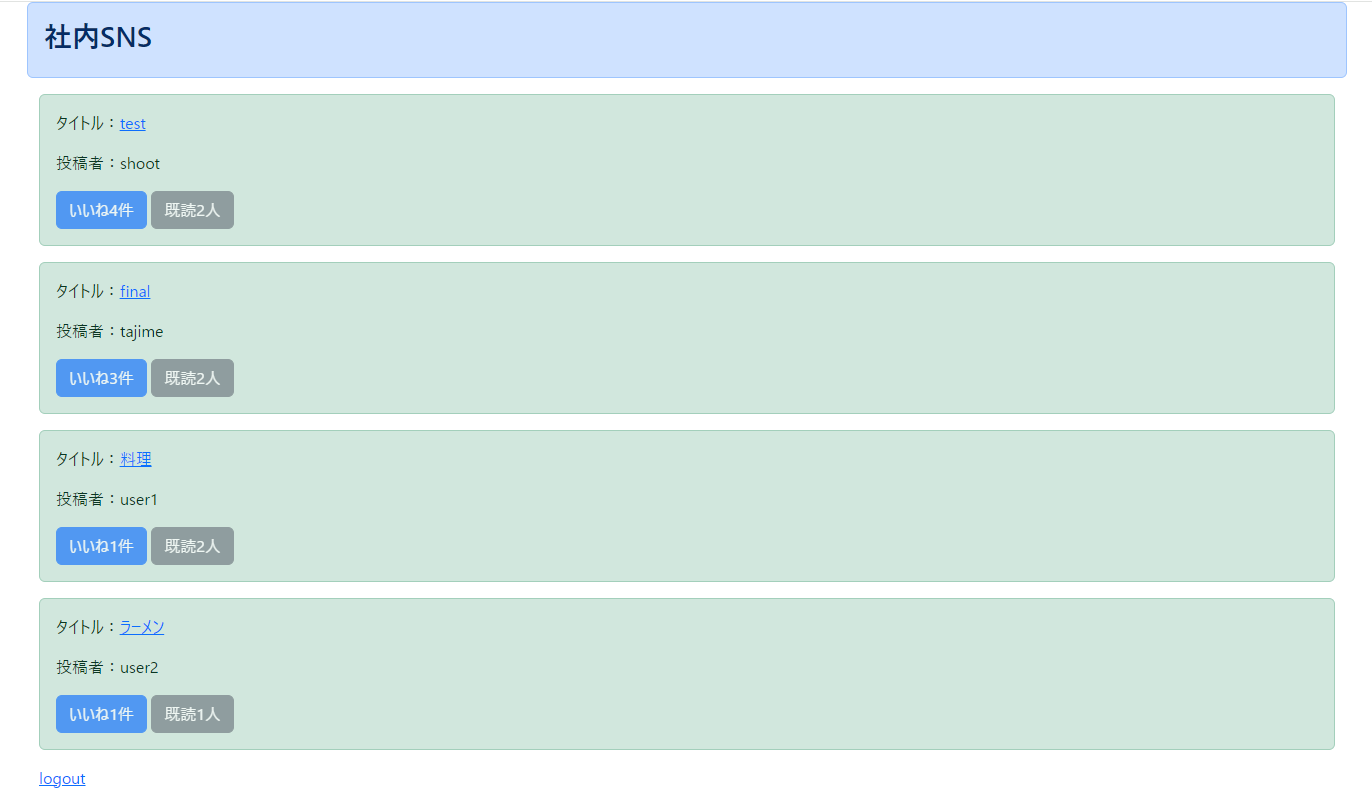 社内SNS
タイトル：test
投稿者：shoot
いいね4件 既読2人
タイトル：final
投稿者：tajime
いいね3件 既読2人
タイトル：料理
投稿者：user1
いいね1件 既読2人
タイトル：ラーメン
投稿者：user2
いいね1件 既読1人
logout